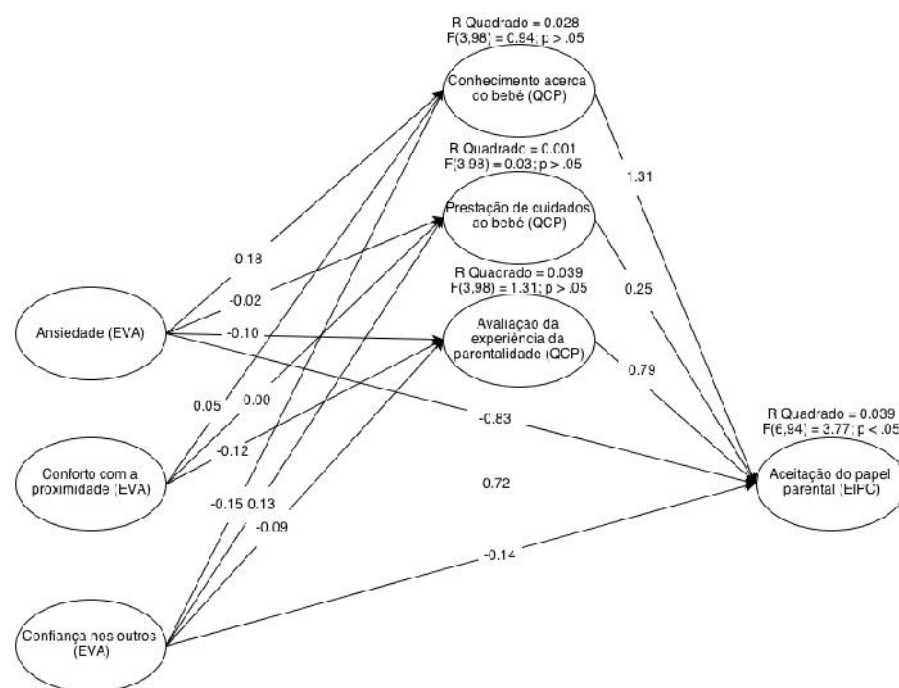 R Quadrado = 0.028
F(3,98) = 0.94; p > .05
Conhecimento acerca
do bebé (QCP)
R Quadrado = 0.001
F(3,98) = 0.03; p > .05
Prestação de cuidados
ao bebé (QCP)
R Quadrado = 0.039
F(3,98) = 1.31; p > .05
Avaliação da
experiência da
parentalidade (QCP)
1.31
0.25
0.79
-0.18
-0.02
-0.10
Ansiedade (EVA)
0.05
0.00
-0.12
-0.83
R Quadrado = 0.039
F(6,94) = 3.77; p < .05
Aceitação do papel
parental (EIPC)
Conforto com a
proximidade (EVA)
-0.15
0.13
-0.09
0.72
-0.14
Confiança nos outros
(EVA)